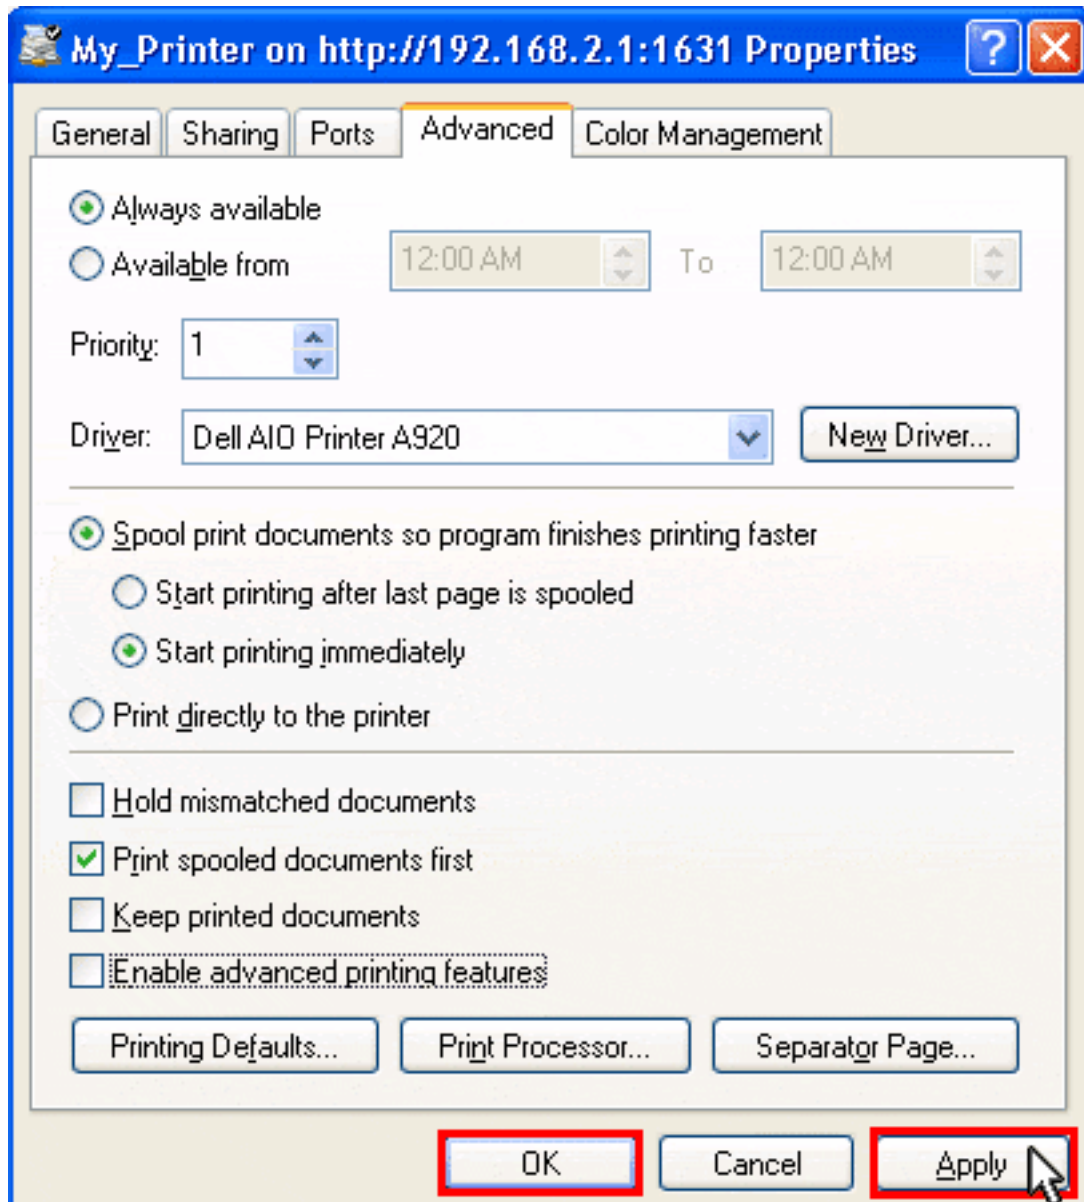 My_Printer on http://192.168.2.1:1631 Properties
General Sharing Ports Advanced Color Management
Always available
Available from 12:00 AM To 12:00 AM
Priority: 1
Driver: Dell AIO Printer A920 New Driver...
Spool print documents so program finishes printing faster
Start printing after last page is spooled
Start printing immediately
Print directly to the printer
Hold mismatched documents
Print spooled documents first
Keep printed documents
Enable advanced printing features
Printing Defaults... Print Processor... Separator Page...
OK Cancel Apply